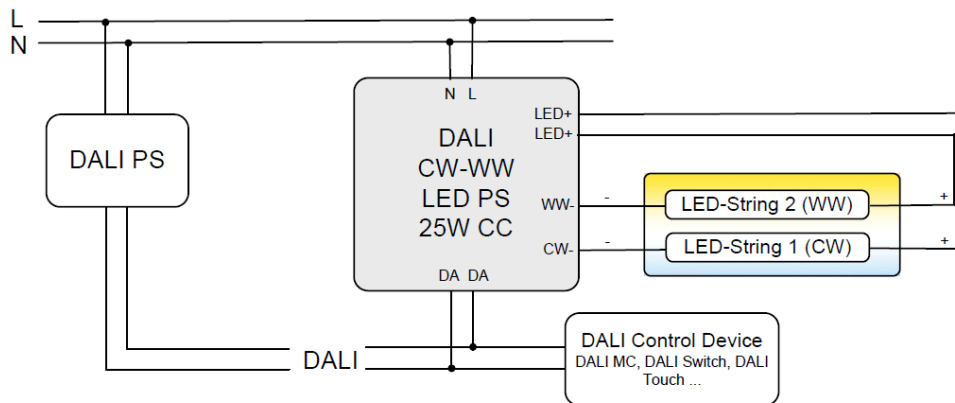 L
N
N L
LED+
LED+
DALI PS
DALI
CW-WW
LED PS
25W CC
WW-
-
LED-String 2 (WW)
+
CW-
-
LED-String 1 (CW)
+
DA DA
DALI
DALI Control Device
DALI MC, DALI Switch, DALI
Touch ...